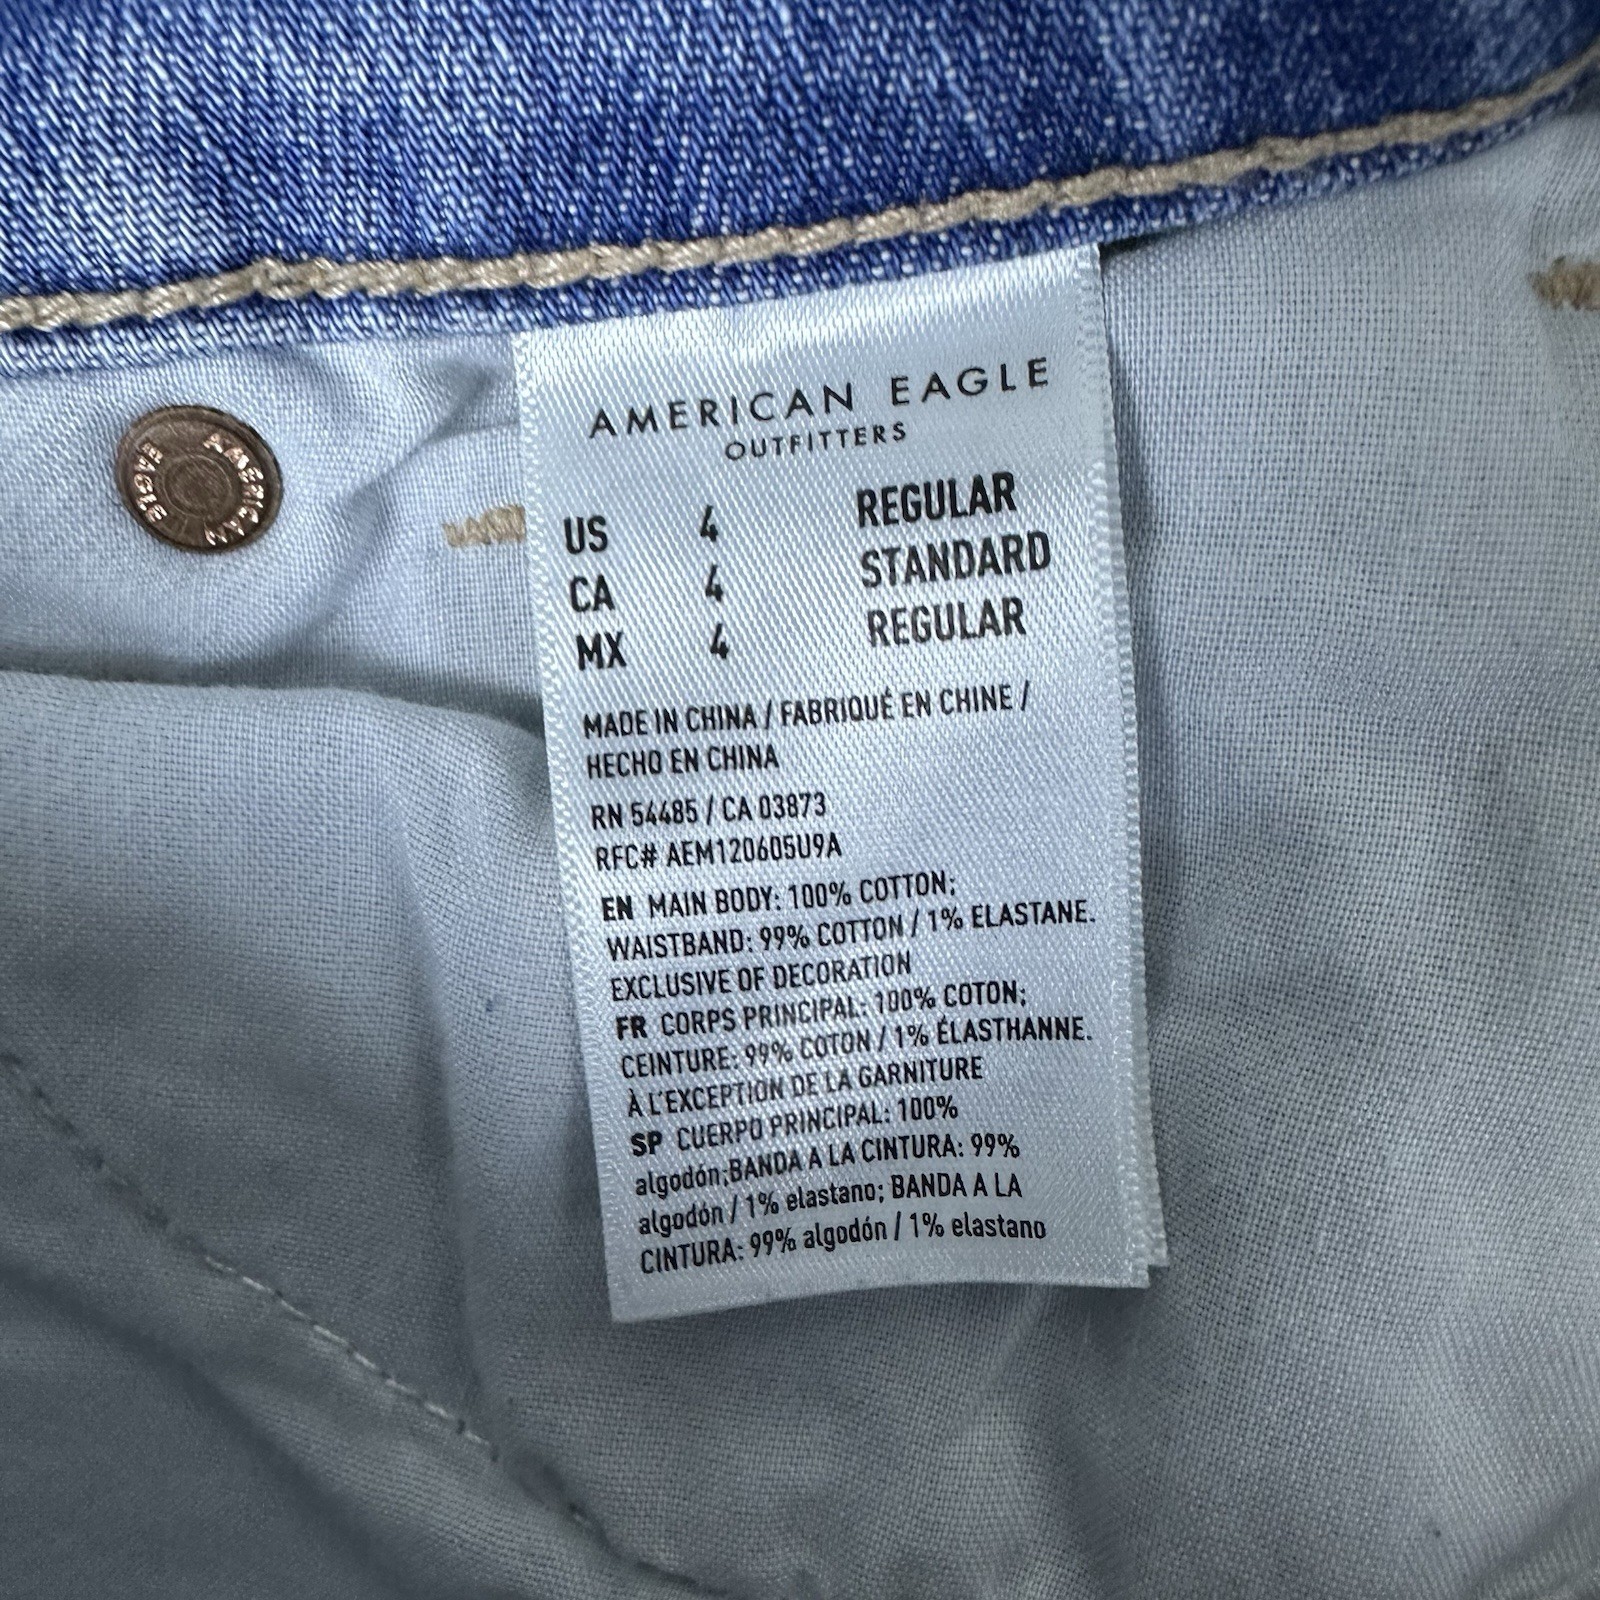 AMERICAN EAGLE
OUTFITTERS
US 4 REGULAR
CA 4 STANDARD
MX 4 REGULAR
MADE IN CHINA / FABRIQUÉ EN CHINE /
HECHO EN CHINA
RN 54485 / CA 03873
RFC# AEM120605U9A
EN MAIN BODY: 100% COTTON;
WAISTBAND: 99% COTTON / 1% ELASTANE.
EXCLUSIVE OF DECORATION
FR CORPS PRINCIPAL: 100% COTON;
CEINTURE: 99% COTON / 1% ÉLASTHANNE.
À L'EXCEPTION DE LA GARNITURE
SP CUERPO PRINCIPAL: 100%
algodón;BANDA A LA CINTURA: 99%
algodón / 1% elastano; BANDA A LA
CINTURA: 99% algodón / 1% elastano
AMERICAN
EAGLE